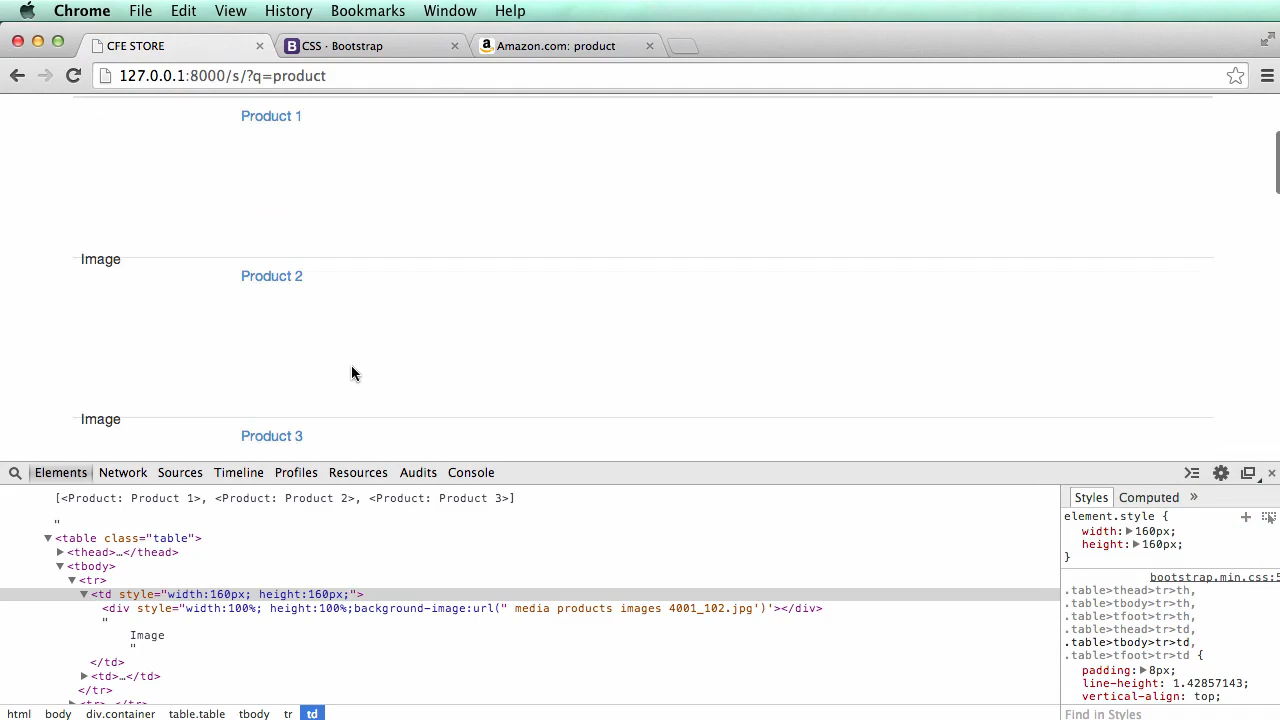 Chrome File Edit View History Bookmarks Window Help
CFE STORE
CSS · Bootstrap
Amazon.com: product
127.0.0.1:8000/s/?q=product
Product 1
Image
Product 2
Image
Product 3
Elements Network Sources Timeline Profiles Resources Audits Console
[<Product: Product 1>, <Product: Product 2>, <Product: Product 3>]
"
<table class="table">
<thead>…</thead>
<tbody>
<tr>
<td style="width:160px; height:160px;">
<div style="width:100%; height:100%;background-image:url(" media products images 4001_102.jpg')'></div>
"
Image
"
</td>
<td>…</td>
</tr>
html body div.container table.table tbody tr td
Styles Computed »
element.style {
width: 160px;
height: 160px;
}
bootstrap.min.css:5
.table>thead>tr>th,
.table>tbody>tr>th,
.table>tfoot>tr>th,
.table>thead>tr>td,
.table>tbody>tr>td,
.table>tfoot>tr>td {
padding: 8px;
line-height: 1.42857143;
vertical-align: top;
Find in Styles